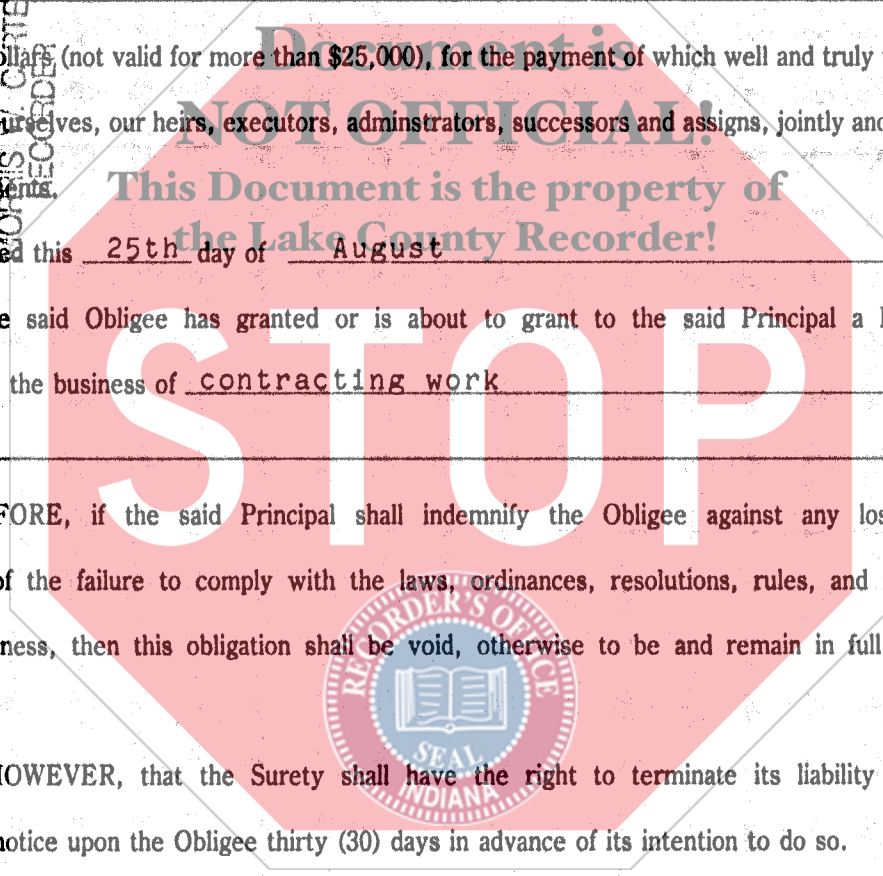 ollars (not valid for more than $25,000), for the payment of which well and truly
urselves, our heirs, executors, adminstrators, successors and assigns, jointly and
sents.
ed this 25th day of August
e said Obligee has granted or is about to grant to the said Principal a
the business of contracting work
FORE, if the said Principal shall indemnify the Obligee against any los
of the failure to comply with the laws, ordinances, resolutions, rules, and
ness, then this obligation shall be void, otherwise to be and remain in full
HOWEVER, that the Surety shall have the right to terminate its liability
notice upon the Obligee thirty (30) days in advance of its intention to do so.
Document is
NOT OFFICIAL!
This Document is the property of
the Lake County Recorder!
STOP
RECORDER'S OFFICE
SEAL
INDIANA
RECORDER